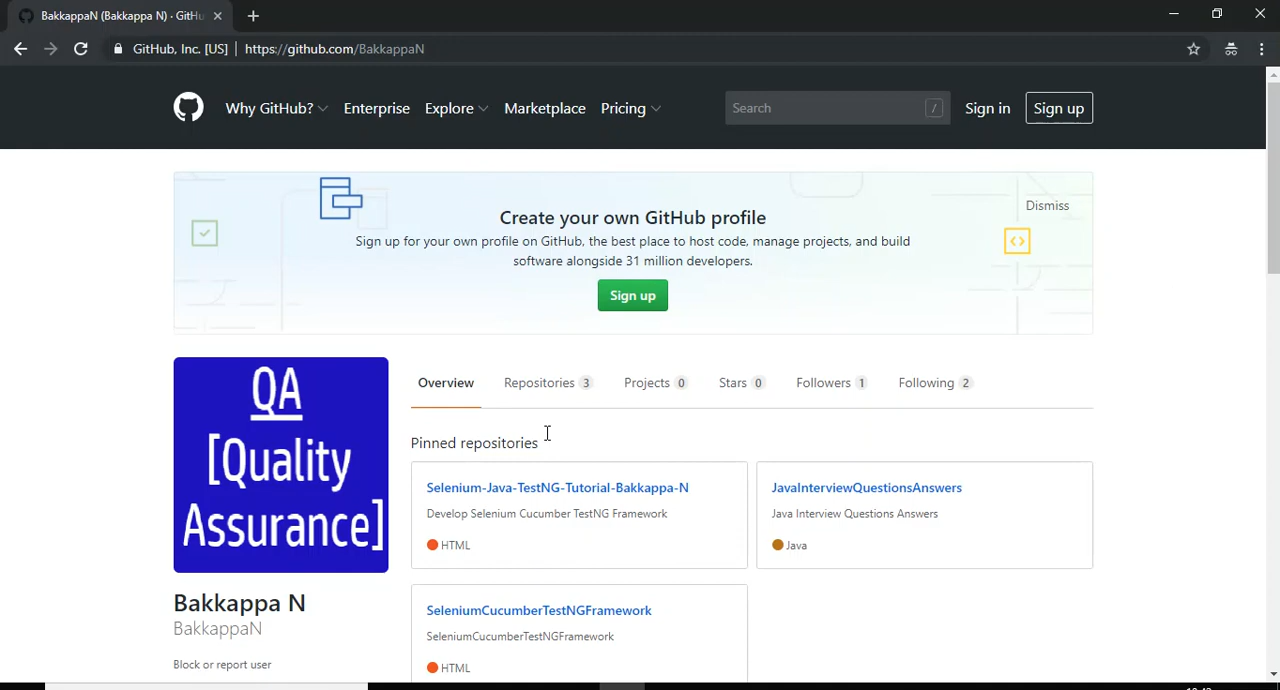 BakkappaN (Bakkappa N) · GitHu
GitHub, Inc. [US] | https://github.com/BakkappaN
Why GitHub? Enterprise Explore Marketplace Pricing Search / Sign in Sign up
Dismiss
Create your own GitHub profile
Sign up for your own profile on GitHub, the best place to host code, manage projects, and build
software alongside 31 million developers.
Sign up
QA
[Quality
Assurance]
Overview Repositories 3 Projects 0 Stars 0 Followers 1 Following 2
Pinned repositories
Selenium-Java-TestNG-Tutorial-Bakkappa-N
Develop Selenium Cucumber TestNG Framework
HTML
JavaInterviewQuestionsAnswers
Java Interview Questions Answers
Java
SeleniumCucumberTestNGFramework
SeleniumCucumberTestNGFramework
HTML
Bakkappa N
BakkappaN
Block or report user